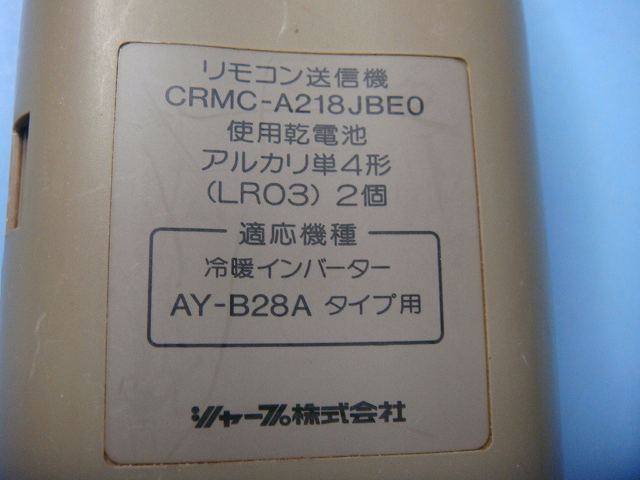 リモコン送信機
CRMC-A218JBE0
使用乾電池
アルカリ単4形
(LR03) 2個
適応機種
冷暖インバーター
AY-B28A タイプ用
シャープ株式会社